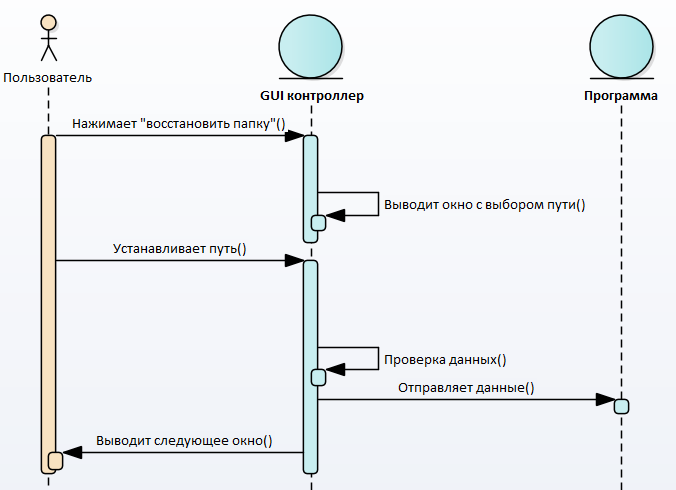 Пользователь
GUI контроллер
Программа
Нажимает "восстановить папку"()
Выводит окно с выбором пути()
Устанавливает путь()
Проверка данных()
Отправляет данные()
Выводит следующее окно()